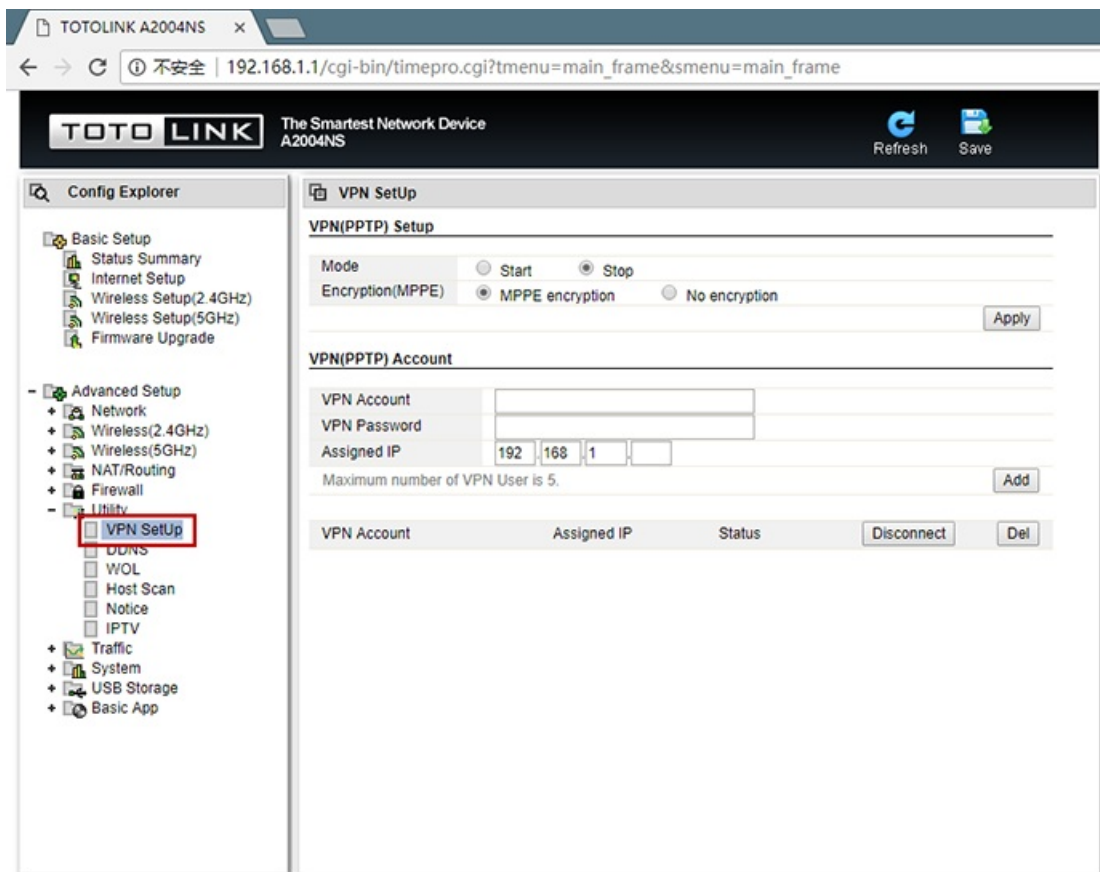 TOTOLINK A2004NS
不安全 | 192.168.1.1/cgi-bin/timepro.cgi?tmenu=main_frame&smenu=main_frame
TOTO LINK
The Smartest Network Device
A2004NS
Refresh
Save
Config Explorer
Basic Setup
Status Summary
Internet Setup
Wireless Setup(2.4GHz)
Wireless Setup(5GHz)
Firmware Upgrade
Advanced Setup
Network
Wireless(2.4GHz)
Wireless(5GHz)
NAT/Routing
Firewall
Utility
VPN SetUp
DDNS
WOL
Host Scan
Notice
IPTV
Traffic
System
USB Storage
Basic App
VPN SetUp
VPN(PPTP) Setup
Mode Start Stop
Encryption(MPPE) MPPE encryption No encryption
Apply
VPN(PPTP) Account
VPN Account
VPN Password
Assigned IP 192 . 168 . 1 .
Maximum number of VPN User is 5. Add
VPN Account Assigned IP Status Disconnect Del